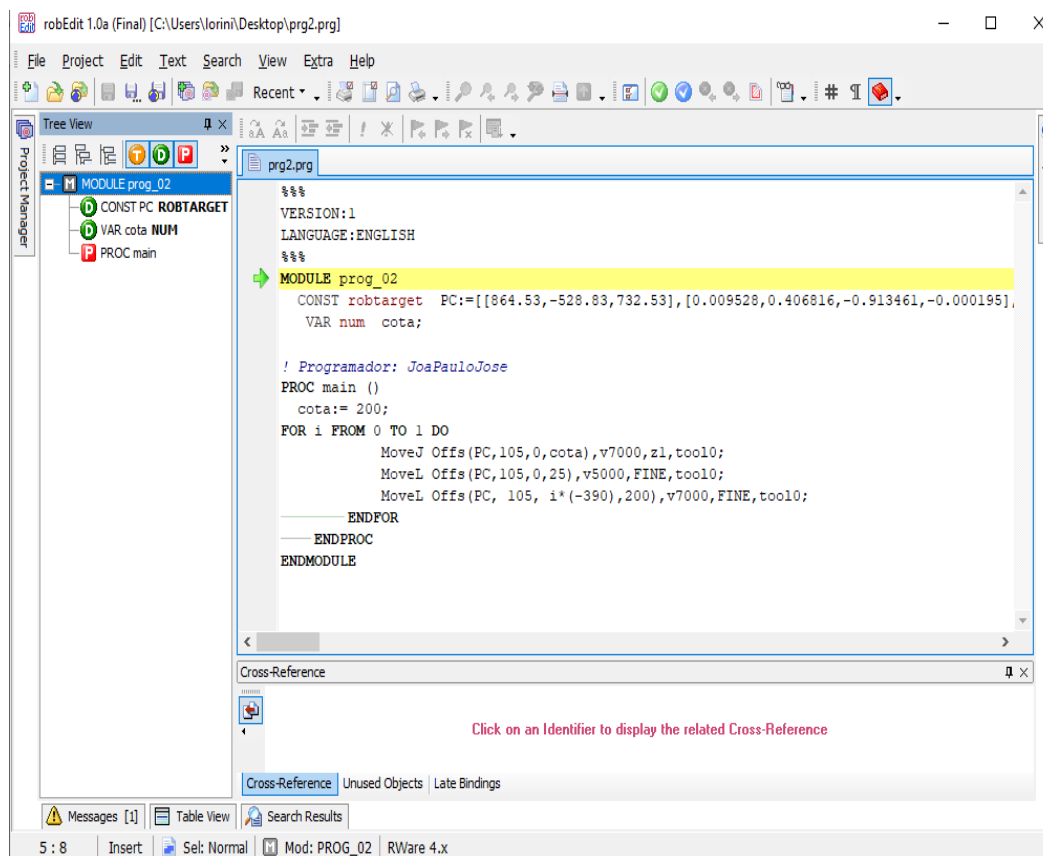 robEdit 1.0a (Final) [C:\Users\lorini\Desktop\prg2.prg]
File Project Edit Text Search View Extra Help
Recent
Tree View
Project Manager
T D P
MODULE prog_02
CONST PC ROBTARGET
VAR cota NUM
PROC main
prg2.prg
%%%
VERSION:1
LANGUAGE:ENGLISH
%%%
MODULE prog_02
CONST robtarget PC:=[[864.53,-528.83,732.53],[0.009528,0.406816,-0.913461,-0.000195],
VAR num cota;
! Programador: JoaPauloJose
PROC main ()
cota:= 200;
FOR i FROM 0 TO 1 DO
MoveJ Offs(PC,105,0,cota),v7000,z1,tool0;
MoveL Offs(PC,105,0,25),v5000,FINE,tool0;
MoveL Offs(PC, 105, i*(-390),200),v7000,FINE,tool0;
ENDFOR
ENDPROC
ENDMODULE
Cross-Reference
Click on an Identifier to display the related Cross-Reference
Cross-Reference Unused Objects Late Bindings
Messages [1] Table View Search Results
5 : 8 Insert Sel: Normal Mod: PROG_02 RWare 4.x